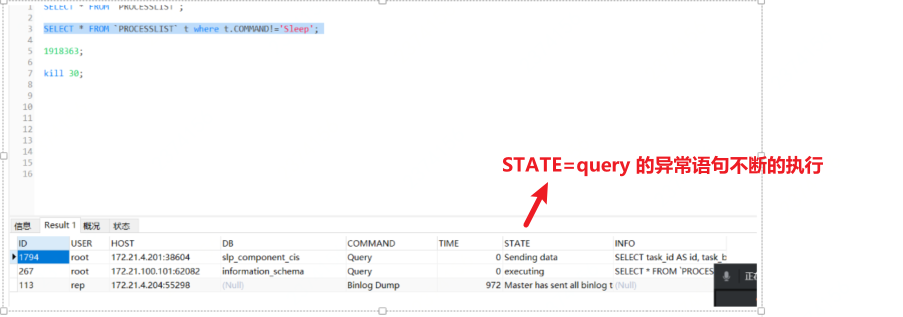 1 SELECT * FROM `PROCESSLIST`;
2
3 SELECT * FROM `PROCESSLIST` t where t.COMMAND!='Sleep';
4
5 1918363;
6
7 kill 30;
8
9
10
11
12
13
14
15
16
STATE=query 的异常语句不断的执行
信息 Result 1 概况 状态
ID USER HOST DB COMMAND TIME STATE INFO
1794 root 172.21.4.201:38604 slp_component_cis Query 0 Sending data SELECT task_id AS id, task_b
267 root 172.21.100.101:62082 information_schema Query 0 executing SELECT * FROM `PROCES
113 rep 172.21.4.204:55298 (Null) Binlog Dump 972 Master has sent all binlog t (Null)